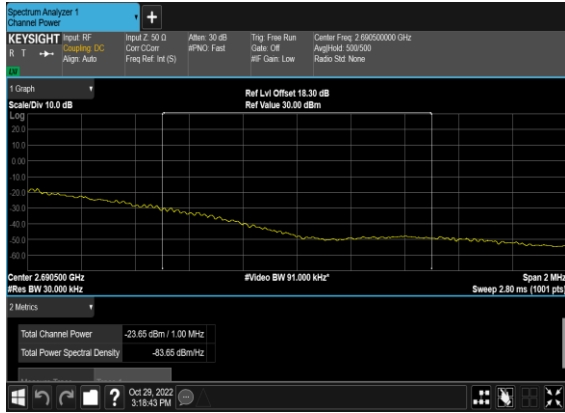 Spectrum Analyzer 1
Channel Power
+
KEYSIGHT Input: RF Input Z: 50 Ω Atten: 30 dB Trig: Free Run Center Freq: 2.690500000 GHz
R T Coupling: DC Corr CCorr #PNO: Fast Gate: Off Avg|Hold: 500/500
Align: Auto Freq Ref: Int (S) #IF Gain: Low Radio Std: None
LXI
1 Graph
Ref Lvl Offset 18.30 dB
Scale/Div 10.0 dB Ref Value 30.00 dBm
Log
20.0
10.0
0.00
-10.0
-20.0
-30.0
-40.0
-50.0
-60.0
Center 2.690500 GHz #Video BW 91.000 kHz* Span 2 MHz
#Res BW 30.000 kHz Sweep 2.80 ms (1001 pts)
2 Metrics
Total Channel Power -23.65 dBm / 1.00 MHz
Total Power Spectral Density -83.65 dBm/Hz
? Oct 29, 2022
3:18:43 PM